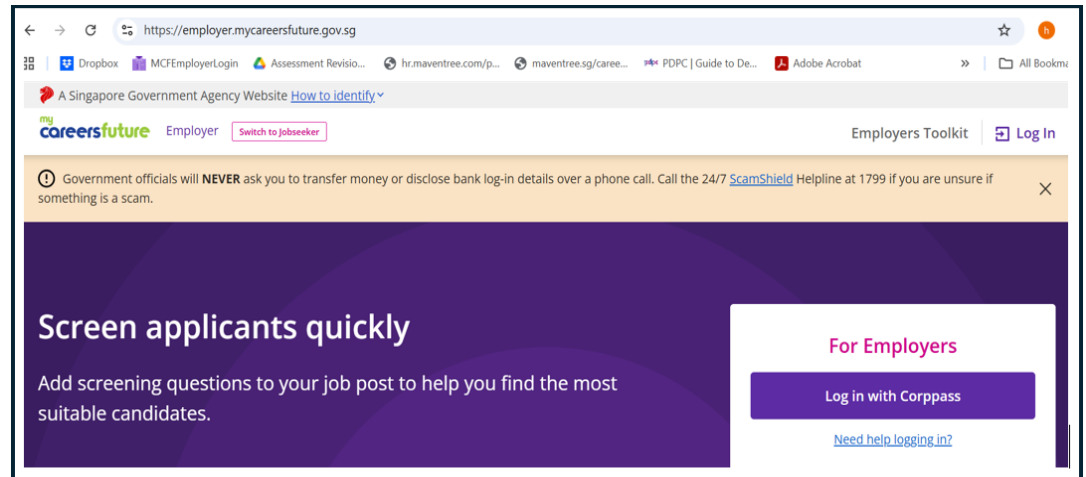 https://employer.mycareersfuture.gov.sg
h
Dropbox MCFEmployerLogin Assessment Revisio... hr.maventree.com/p... maventree.sg/caree... PDPC | Guide to De... Adobe Acrobat » All Bookma
A Singapore Government Agency Website How to identify
my careersfuture Employer Switch to Jobseeker Employers Toolkit Log In
Government officials will NEVER ask you to transfer money or disclose bank log-in details over a phone call. Call the 24/7 ScamShield Helpline at 1799 if you are unsure if
something is a scam.
Screen applicants quickly
Add screening questions to your job post to help you find the most
suitable candidates.
For Employers
Log in with Corppass
Need help logging in?